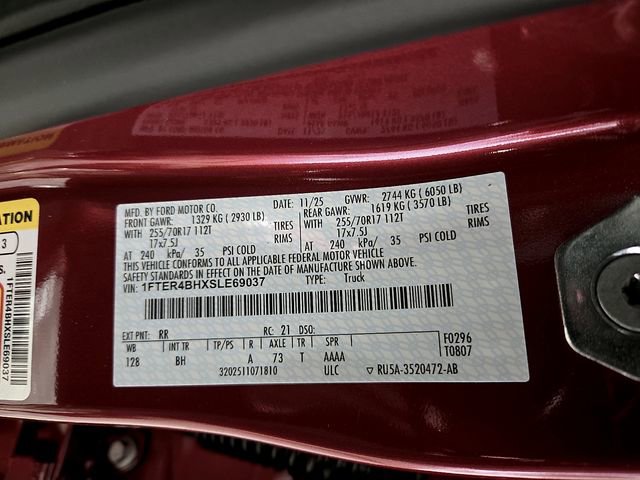 MFD. BY FORD MOTOR CO.
DATE: 11/25 GVWR: 2744 KG ( 6050 LB)
FRONT GAWR: 1329 KG ( 2930 LB)
REAR GAWR: 1619 KG ( 3570 LB)
WITH 255/70R17 112T TIRES
WITH 255/70R17 112T TIRES
17x7.5J RIMS
17x7.5J RIMS
AT 240 kPa/ 35 PSI COLD
AT 240 kPa/ 35 PSI COLD
THIS VEHICLE CONFORMS TO ALL APPLICABLE FEDERAL MOTOR VEHICLE
SAFETY STANDARDS IN EFFECT ON THE DATE OF MANUFACTURE SHOWN ABOVE.
VIN: 1FTER4BHXSLE69037 TYPE: Truck
EXT PNT: RR RC: 21 DSO:
WB INT TR TP/PS R AXLE TR SPR
128 BH A 73 T AAAA
F0296
T0807
3202511071810 ULC ▽ RU5A-3520472-AB
ATION
3
S.
1FTER4BHXSLE69037